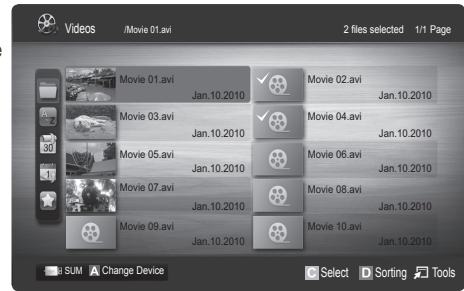 e
Videos /Movie 01.avi 2 files selected 1/1 Page
Movie 01.avi Movie 02.avi
Jan.10.2010 Jan.10.2010
Movie 03.avi Movie 04.avi
Jan.10.2010 Jan.10.2010
Movie 05.avi Movie 06.avi
Jan.10.2010 Jan.10.2010
Movie 07.avi Movie 08.avi
Jan.10.2010 Jan.10.2010
Movie 09.avi Movie 10.avi
Jan.10.2010 Jan.10.2010
A Z
30
1
SUM A Change Device C Select D Sorting Tools